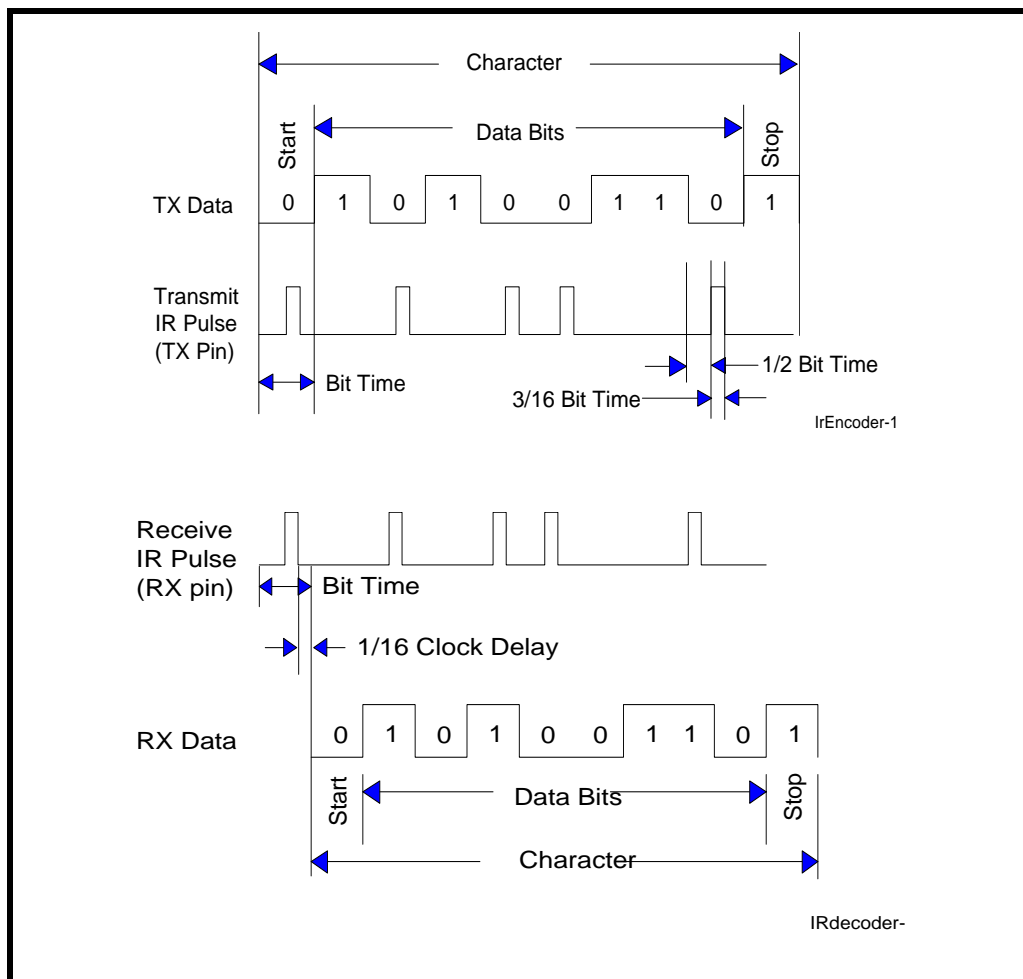 Character
Start
Data Bits
Stop
TX Data 0 1 0 1 0 0 1 1 0 1
Transmit
IR Pulse
(TX Pin)
Bit Time
1/2 Bit Time
3/16 Bit Time
IrEncoder-1
Receive
IR Pulse
(RX pin)
Bit Time
1/16 Clock Delay
RX Data 0 1 0 1 0 0 1 1 0 1
Start
Data Bits
Stop
Character
IRdecoder-